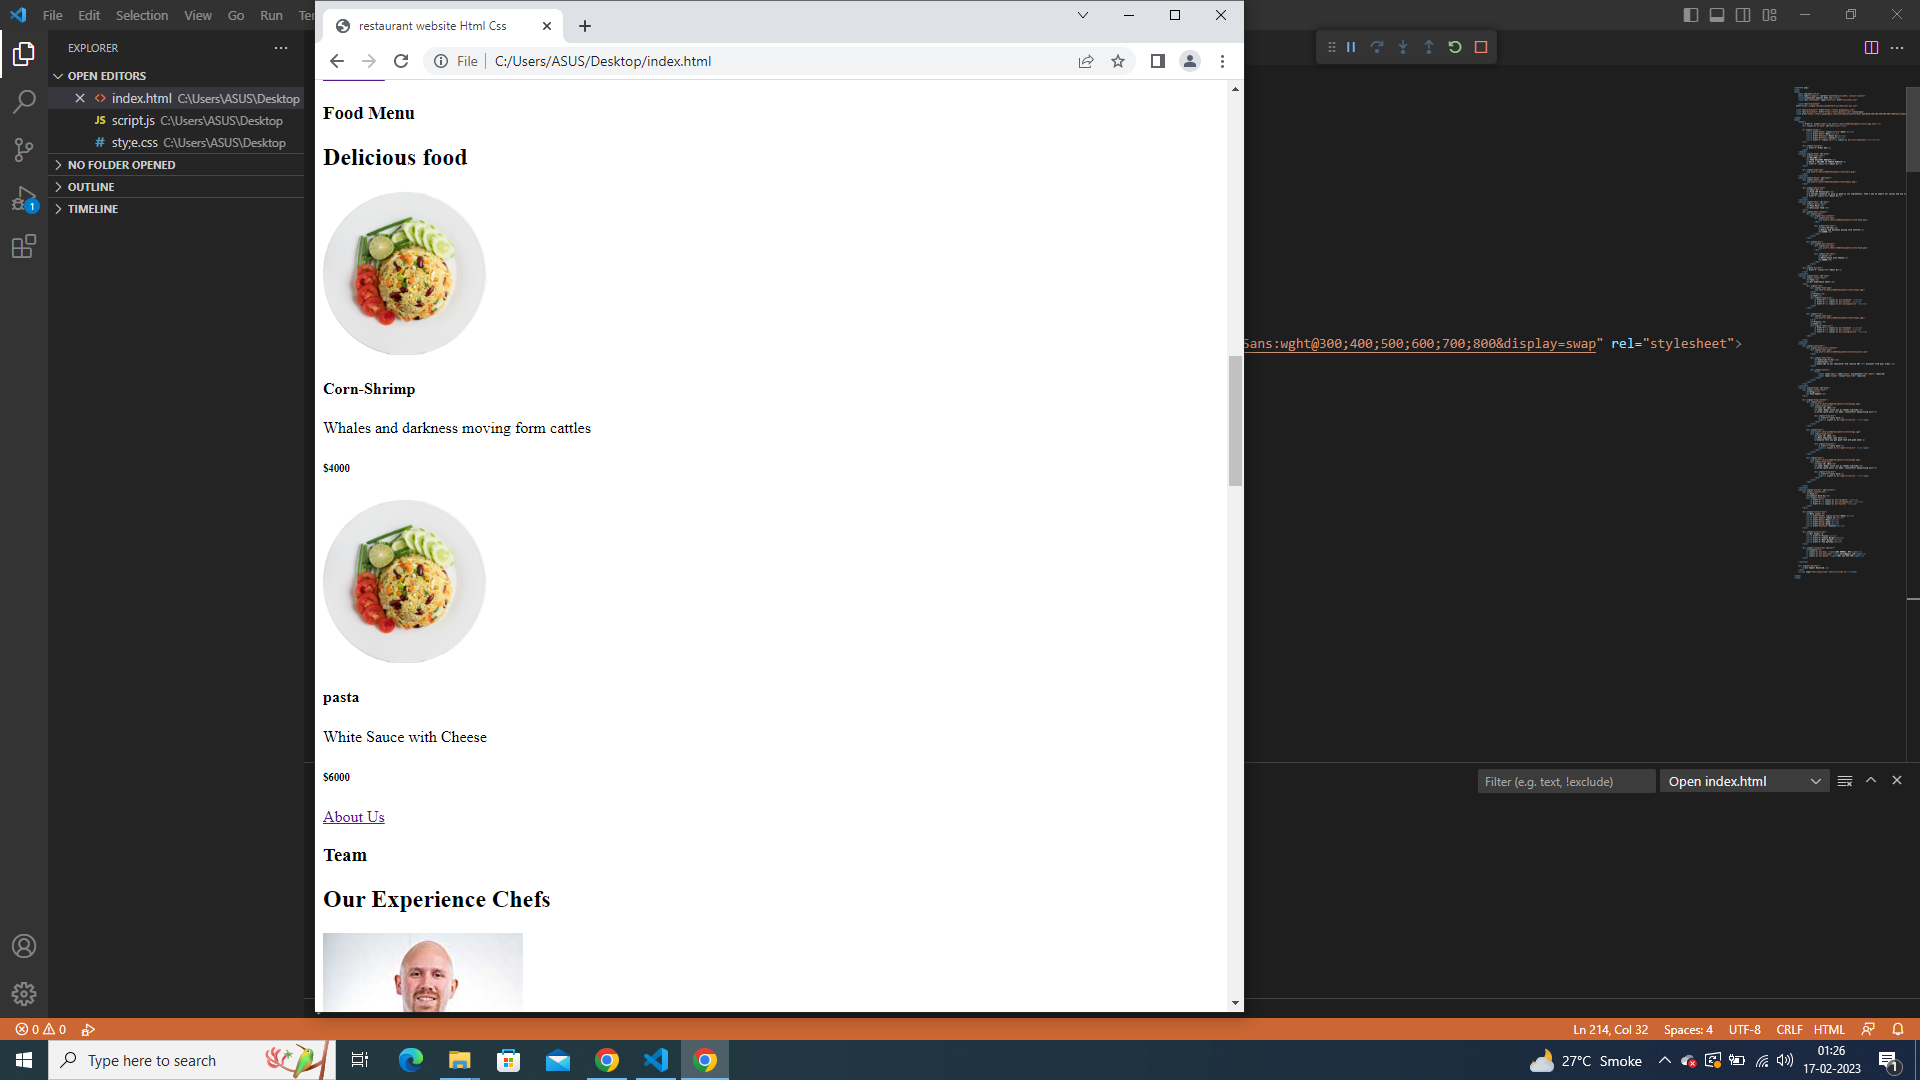 File Edit Selection View Go Run Ter
restaurant website Html Css
File C:/Users/ASUS/Desktop/index.html
EXPLORER
OPEN EDITORS
index.html C:\Users\ASUS\Desktop
script.js C:\Users\ASUS\Desktop
sty;e.css C:\Users\ASUS\Desktop
NO FOLDER OPENED
OUTLINE
TIMELINE
1
Food Menu
Delicious food
Corn-Shrimp
Whales and darkness moving form cattles
$4000
pasta
White Sauce with Cheese
$6000
About Us
Team
Our Experience Chefs
Sans:wght@300;400;500;600;700;800&display=swap" rel="stylesheet">
Filter (e.g. text, !exclude)
Open index.html
0 0
Ln 214, Col 32 Spaces: 4 UTF-8 CRLF HTML
Type here to search
27°C Smoke
01:26
17-02-2023
1